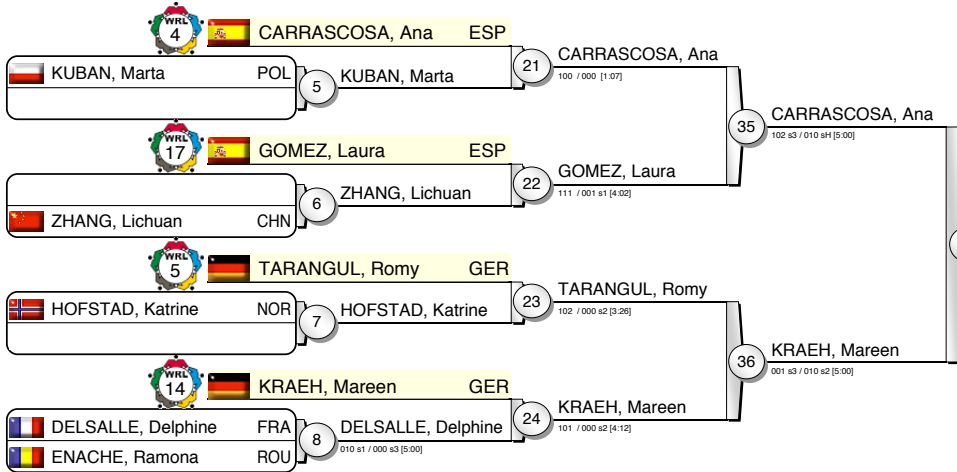 WRL
4
CARRASCOSA, Ana ESP
KUBAN, Marta POL
5
KUBAN, Marta
21
CARRASCOSA, Ana
100 / 000 [1:07]
WRL
17
GOMEZ, Laura ESP
ZHANG, Lichuan CHN
6
ZHANG, Lichuan
22
GOMEZ, Laura
111 / 001 s1 [4:02]
35
CARRASCOSA, Ana
102 s3 / 010 sH [5:00]
WRL
5
TARANGUL, Romy GER
HOFSTAD, Katrine NOR
7
HOFSTAD, Katrine
23
TARANGUL, Romy
102 / 000 s2 [3:26]
WRL
14
KRAEH, Mareen GER
DELSALLE, Delphine FRA
ENACHE, Ramona ROU
8
DELSALLE, Delphine
010 s1 / 000 s3 [5:00]
24
KRAEH, Mareen
101 / 000 s2 [4:12]
36
KRAEH, Mareen
001 s3 / 010 s2 [5:00]